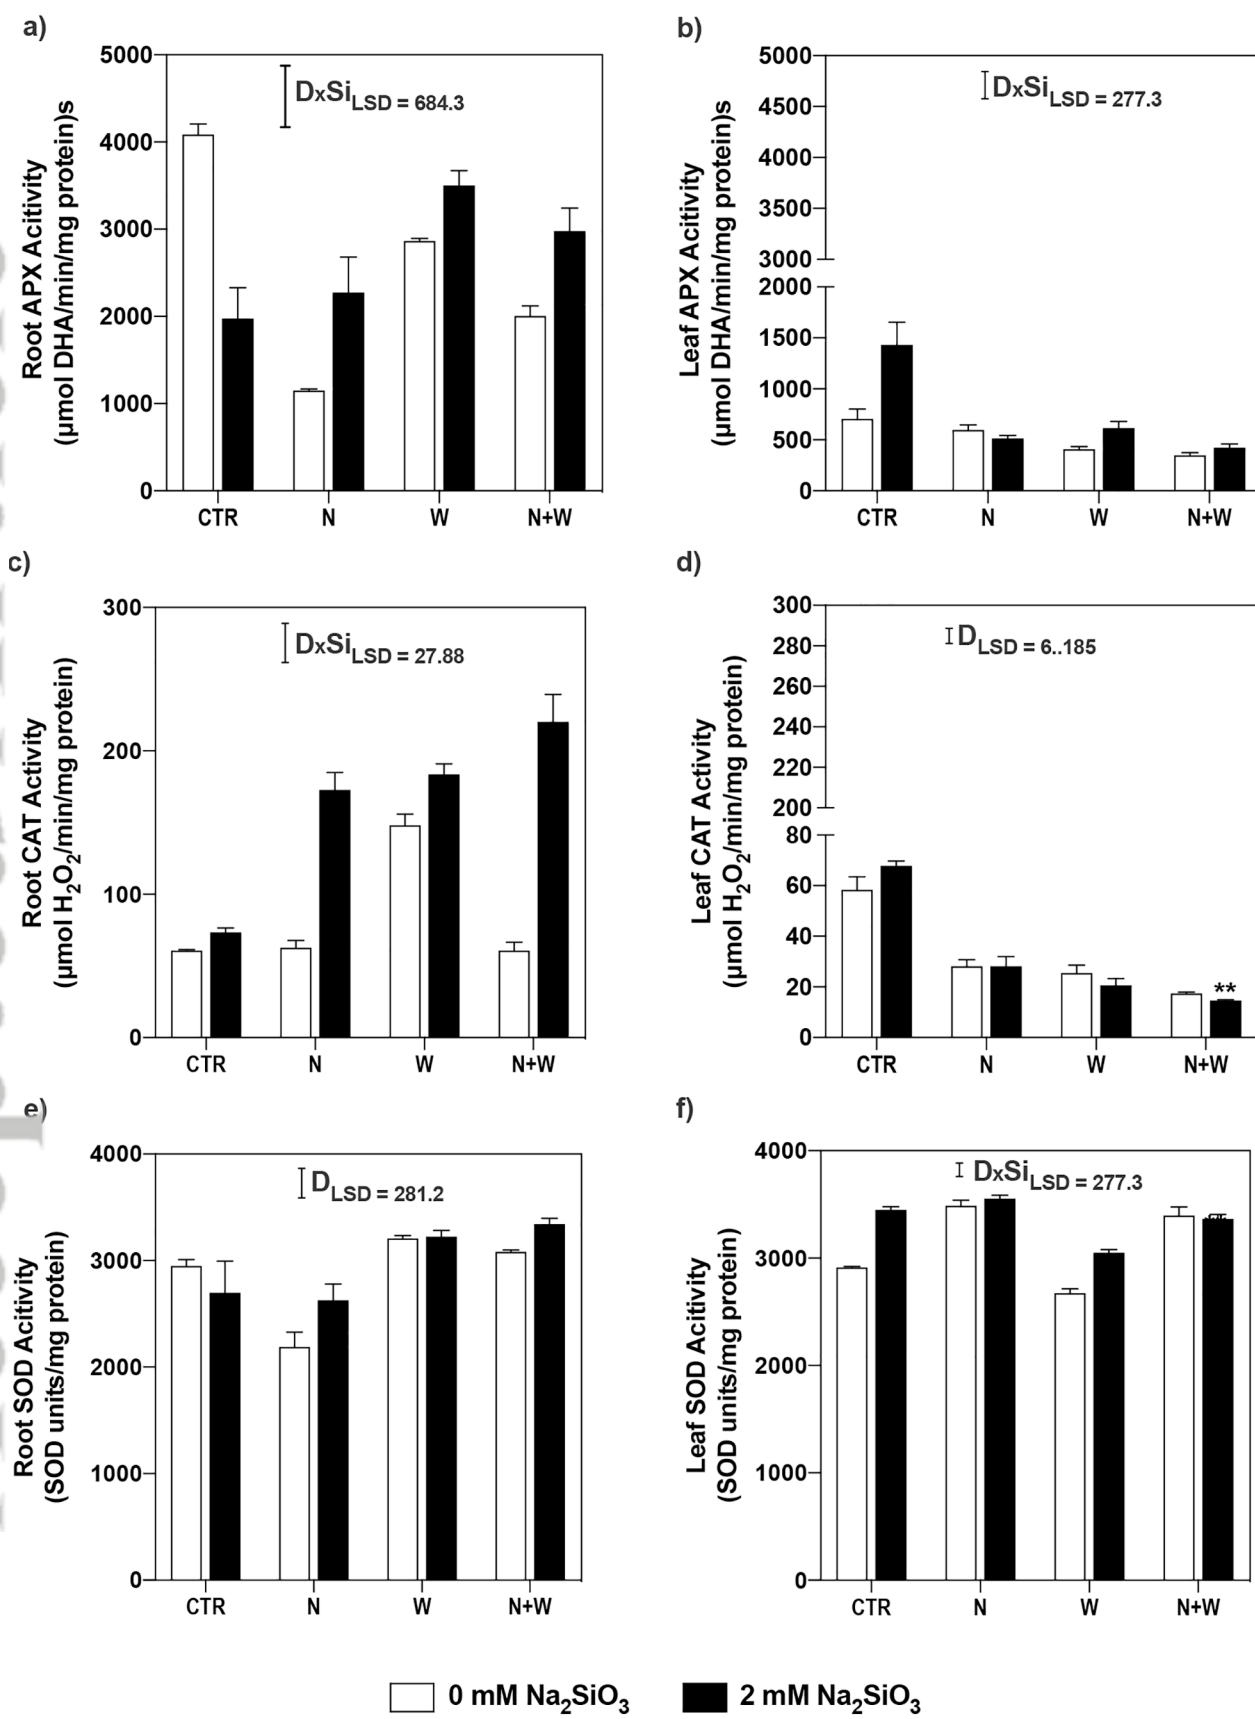 a)
5000
4000
3000
2000
1000
0
Root APX Acitivity
(µmol DHA/min/mg protein)s
DxSiLSD = 684.3
CTR N W N+W
b)
5000
4500
4000
3500
3000
2000
1500
1000
500
0
Leaf APX Acitivity
(µmol DHA/min/mg protein)s
DxSiLSD = 277.3
CTR N W N+W
c)
300
200
100
0
Root CAT Activity
(µmol H2O2/min/mg protein)
DxSiLSD = 27.88
CTR N W N+W
d)
300
280
260
240
220
200
80
60
40
20
0
Leaf CAT Activity
(µmol H2O2/min/mg protein)
DLSD = 6..185
**
CTR N W N+W
e)
4000
3000
2000
1000
0
Root SOD Acitivity
(SOD units/mg protein)
DLSD = 281.2
CTR N W N+W
f)
4000
3000
2000
1000
0
Leaf SOD Acitivity
(SOD units/mg protein)
DxSiLSD = 277.3
CTR N W N+W
0 mM Na2SiO3
2 mM Na2SiO3